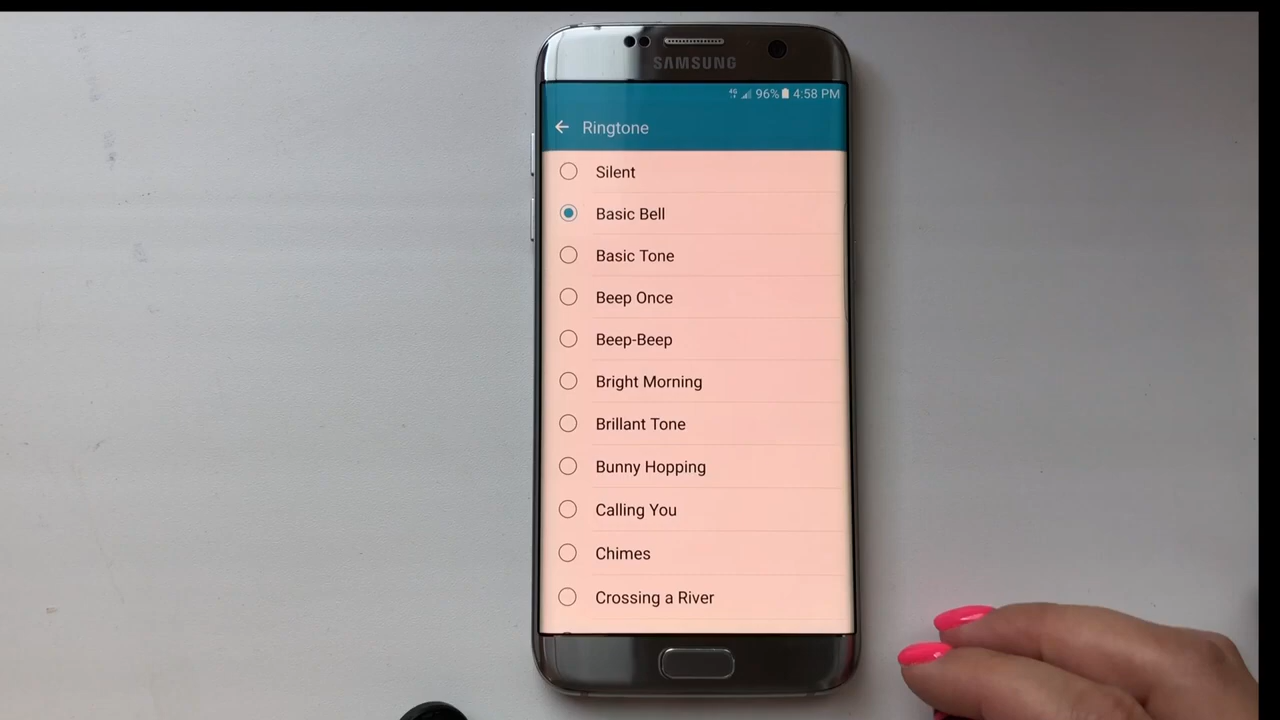 SAMSUNG
4G 96% 4:58 PM
Ringtone
Silent
Basic Bell
Basic Tone
Beep Once
Beep-Beep
Bright Morning
Brillant Tone
Bunny Hopping
Calling You
Chimes
Crossing a River